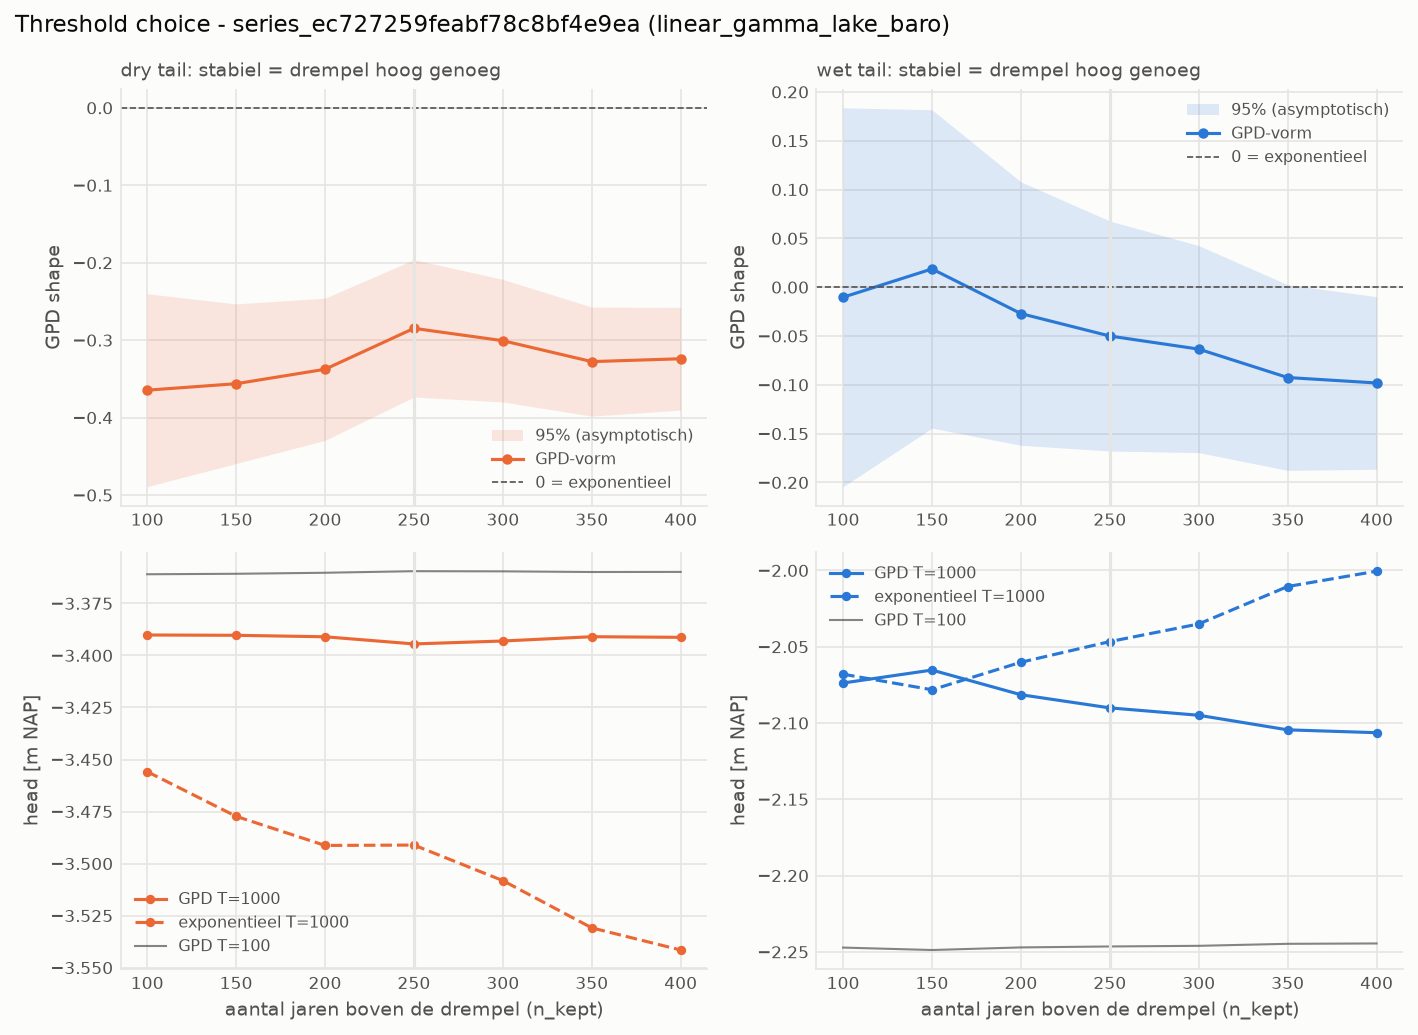 Threshold choice - series_ec727259feabf78c8bf4e9ea (linear_gamma_lake_baro)
dry tail: stabiel = drempel hoog genoeg
GPD shape
0.0
−0.1
−0.2
−0.3
−0.4
−0.5
95% (asymptotisch)
GPD-vorm
0 = exponentieel
100 150 200 250 300 350 400
wet tail: stabiel = drempel hoog genoeg
GPD shape
0.20
0.15
0.10
0.05
0.00
−0.05
−0.10
−0.15
−0.20
95% (asymptotisch)
GPD-vorm
0 = exponentieel
100 150 200 250 300 350 400
head [m NAP]
−3.375
−3.400
−3.425
−3.450
−3.475
−3.500
−3.525
−3.550
GPD T=1000
exponentieel T=1000
GPD T=100
100 150 200 250 300 350 400
aantal jaren boven de drempel (n_kept)
head [m NAP]
−2.00
−2.05
−2.10
−2.15
−2.20
−2.25
GPD T=1000
exponentieel T=1000
GPD T=100
100 150 200 250 300 350 400
aantal jaren boven de drempel (n_kept)